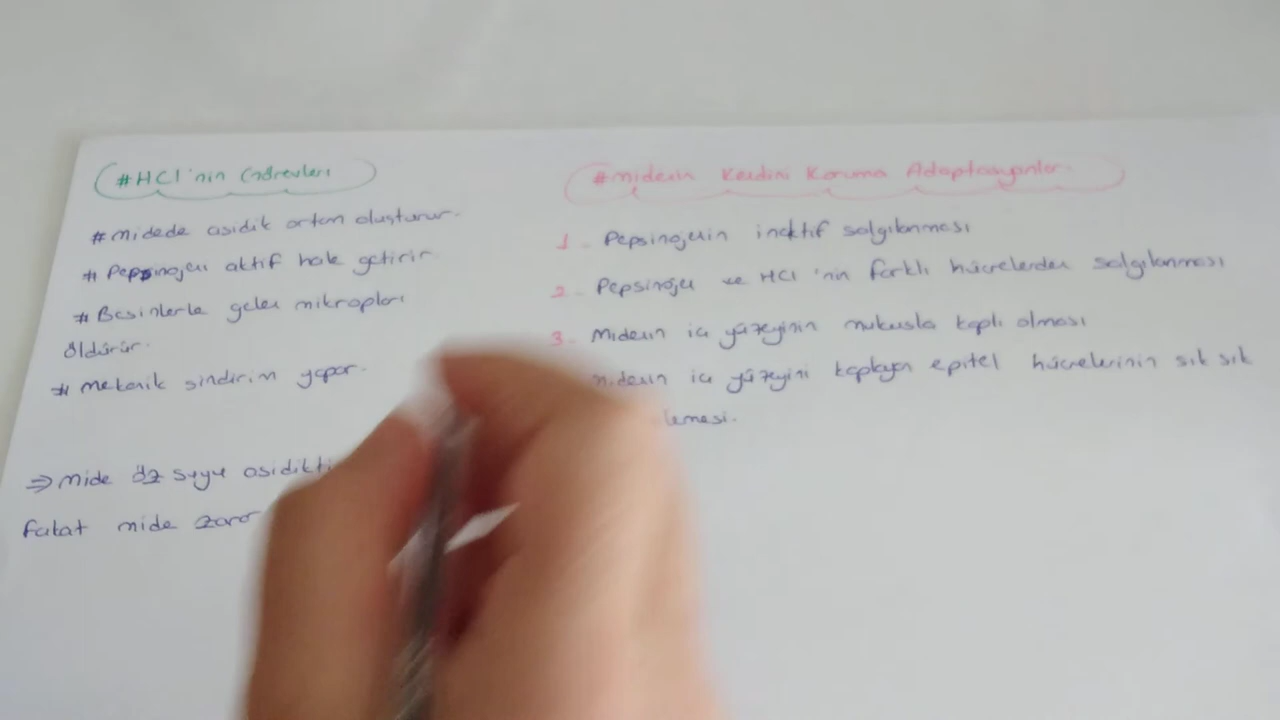 #HCl'nin Görevleri
#midede asidik ortam oluşturur.
#Pepsinojeni aktif hale getirir.
#Besinlerle gelen mikropları
öldürür.
#mekanik sindirim yapar.
⇒mide öz suyu asidikti
fakat mide zarar
#midenin Kendini Koruma Adaptasyonları
1. Pepsinojenin inaktif salgılanması
2. Pepsinojen ve HCl'nin farklı hücrelerden salgılanması
3. Midenin iç yüzeyinin mukusla kaplı olması
midenin iç yüzeyini kaplayan epitel hücrelerinin sık sık
lenmesi.